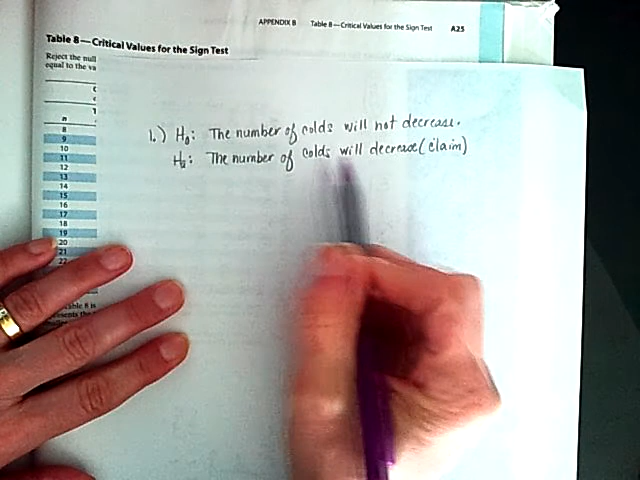 APPENDIX B Table 8—Critical Values for the Sign Test A25
Table 8—Critical Values for the Sign Test
Reject the null
equal to the va
n
8
9
10
11
12
13
14
15
16
17
18
19
20
21
22
1.) H₀: The number of colds will not decrease.
Hₐ: The number of colds will decrease (claim)